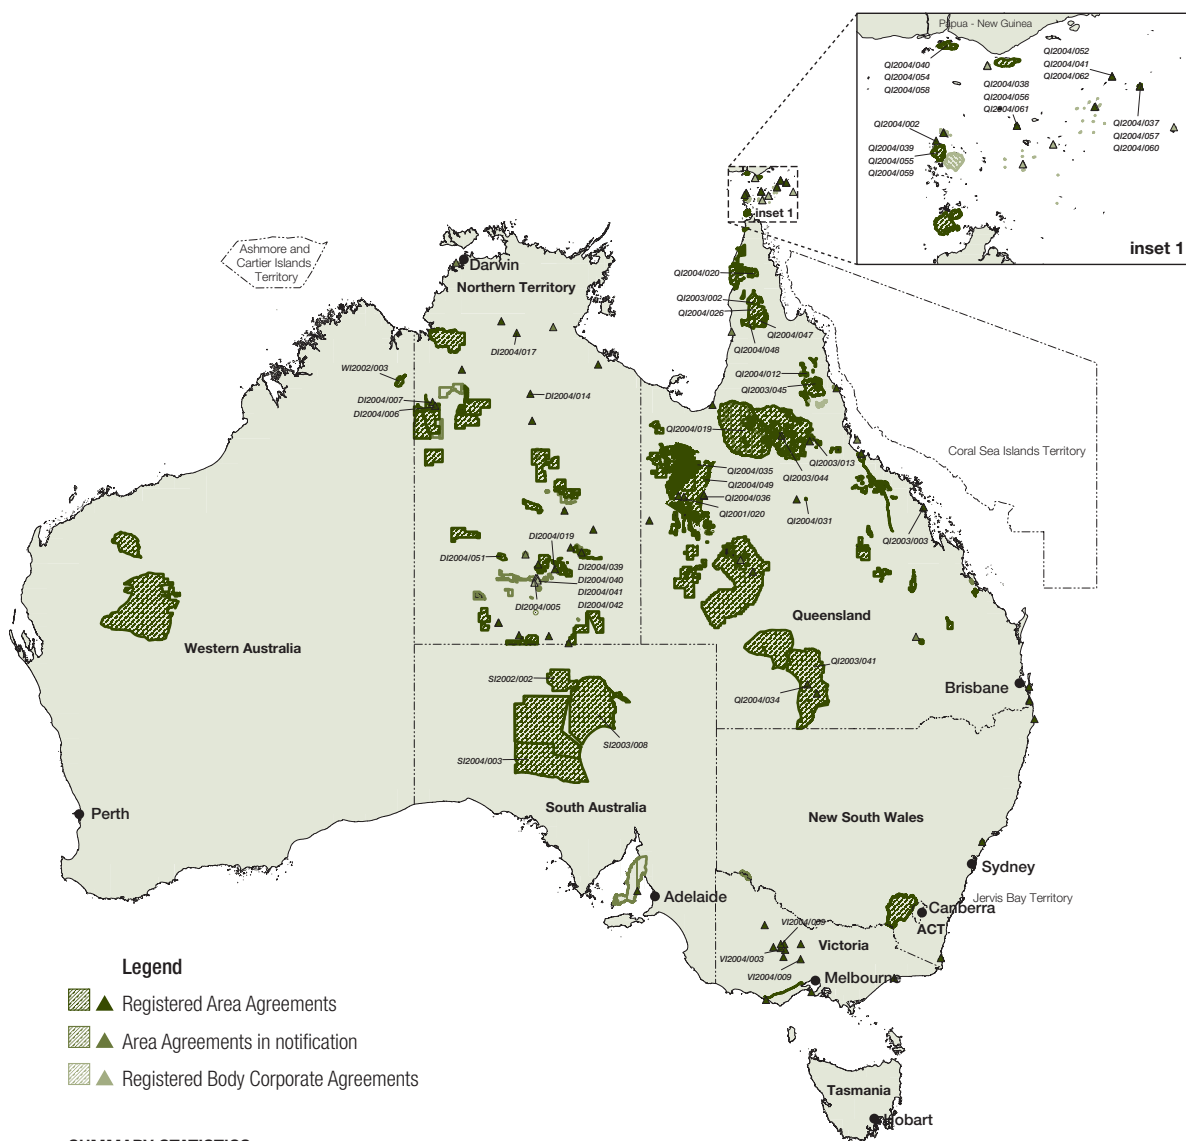 Papua - New Guinea
QI2004/040
QI2004/054
QI2004/058
QI2004/052
QI2004/041
QI2004/062
QI2004/038
QI2004/056
QI2004/061
QI2004/037
QI2004/057
QI2004/060
QI2004/002
QI2004/039
QI2004/055
QI2004/059
inset 1
inset 1
Ashmore and
Cartier Islands
Territory
Darwin
Northern Territory
QI2004/020
QI2003/002
QI2004/026
QI2004/047
QI2004/048
DI2004/017
WI2002/003
QI2004/012
QI2003/045
DI2004/007
DI2004/006
DI2004/014
QI2004/019
QI2003/013
QI2003/044
Coral Sea Islands Territory
QI2004/035
QI2004/049
QI2004/036
QI2001/020
QI2004/031
QI2003/003
DI2004/019
DI2004/051
DI2004/039
DI2004/040
DI2004/041
DI2004/042
DI2004/005
Queensland
Western Australia
QI2003/041
SI2002/002
QI2004/034
Brisbane
SI2003/008
SI2004/003
South Australia
New South Wales
Perth
Sydney
Adelaide
Jervis Bay Territory
Canberra
ACT
VI2004/009
Victoria
VI2004/003
VI2004/009
Melbourne
Tasmania
Hobart
Legend
Registered Area Agreements
Area Agreements in notification
Registered Body Corporate Agreements
SUMMARY STATISTICS